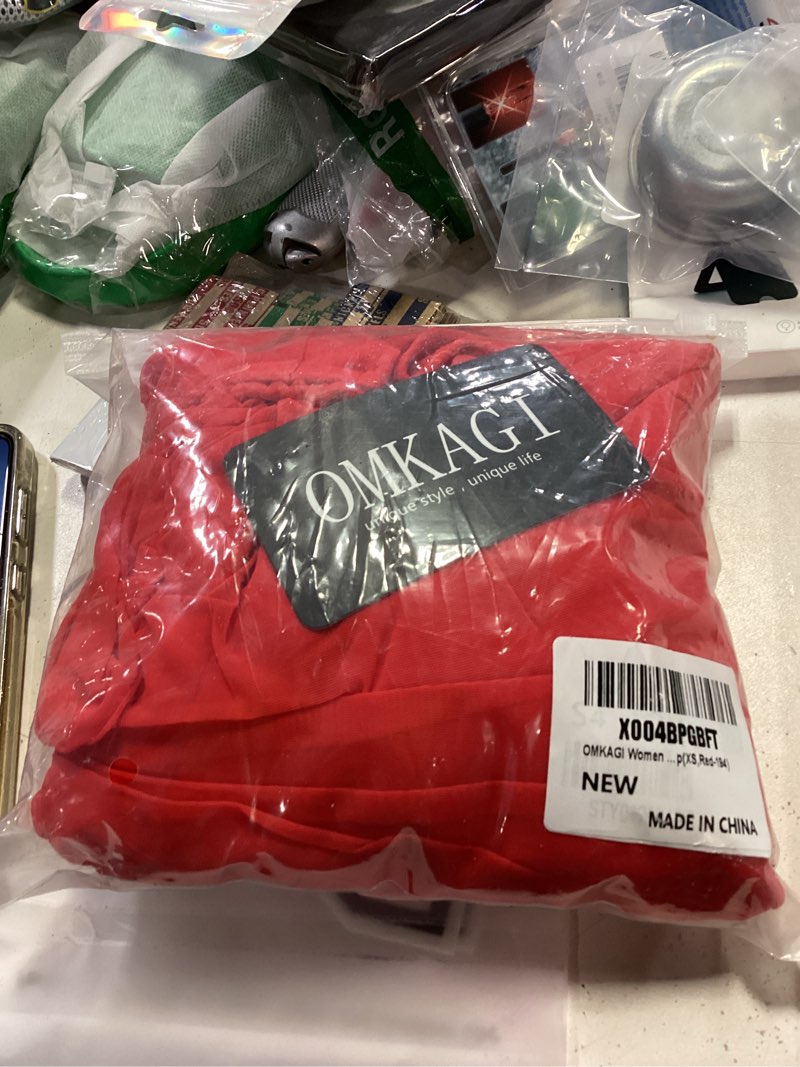 OMKAGI
unique style , unique life
X004BPGBFT
OMKAGI Women ... p(XS,Red-194)
NEW
MADE IN CHINA